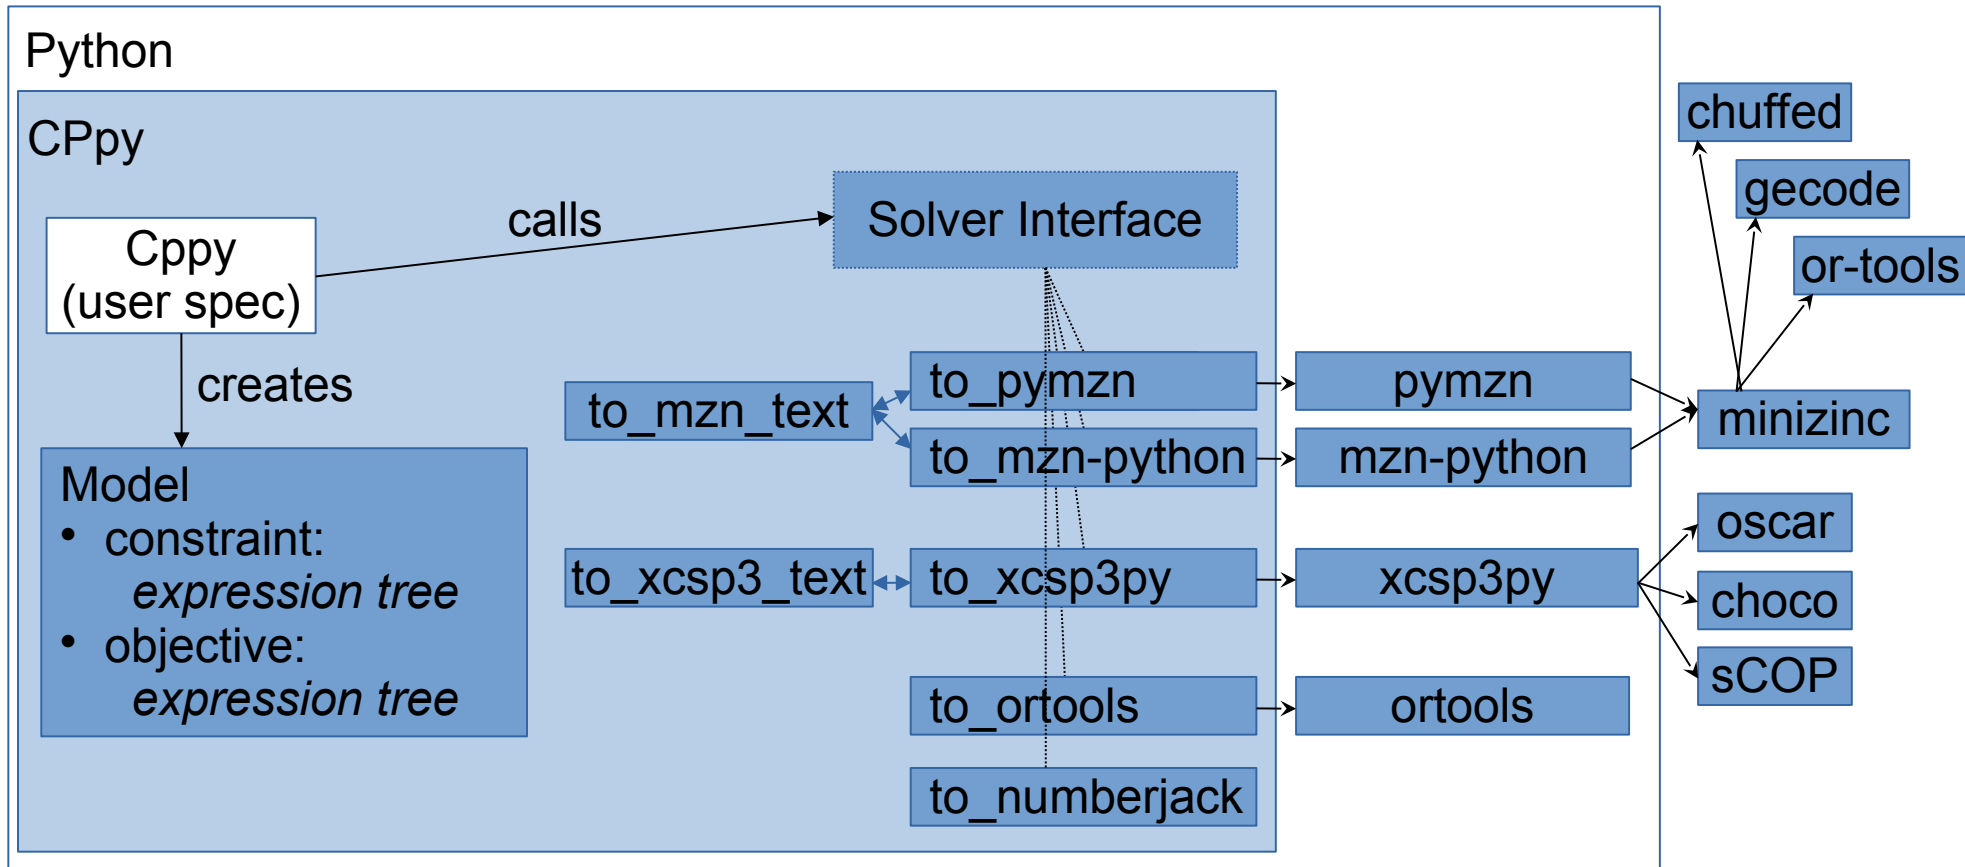 Python
CPpy
chuffed
gecode
or-tools
calls
Solver Interface
Cppy
(user spec)
creates
to_mzn_text
to_pymzn
pymzn
minizinc
to_mzn-python
mzn-python
Model
• constraint:
expression tree
• objective:
expression tree
to_xcsp3_text
to_xcsp3py
xcsp3py
oscar
choco
sCOP
to_ortools
ortools
to_numberjack